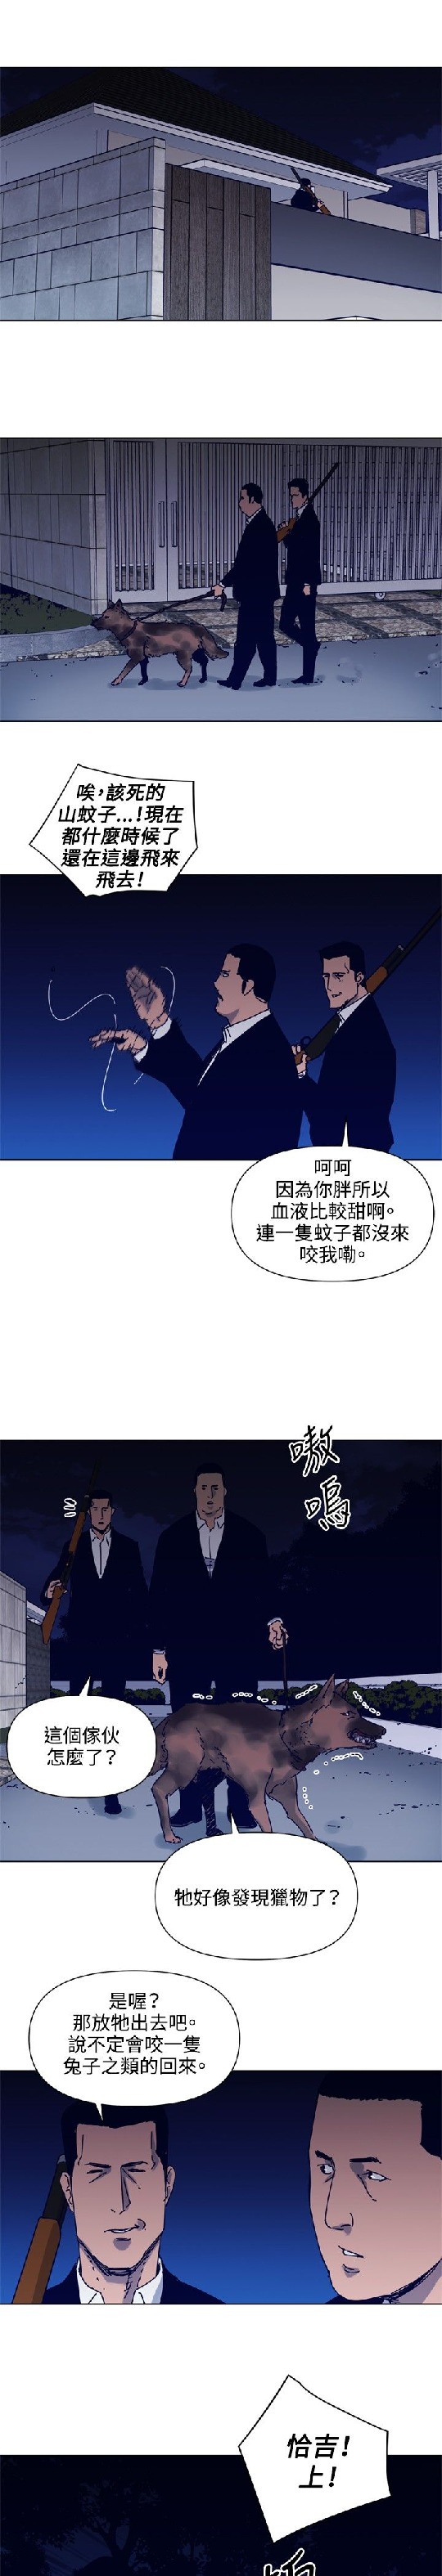 唉，該死的
山蚊子...！現在
都什麼時候了
還在這邊飛來
飛去！
呵呵
因為你胖所以
血液比較甜啊。
連一隻蚊子都沒來
咬我嘞。
嗷
嗚
這個傢伙
怎麼了？
牠好像發現獵物了？
是喔？
那放牠出去吧。
說不定會咬一隻
兔子之類的回來。
恰吉！
上！